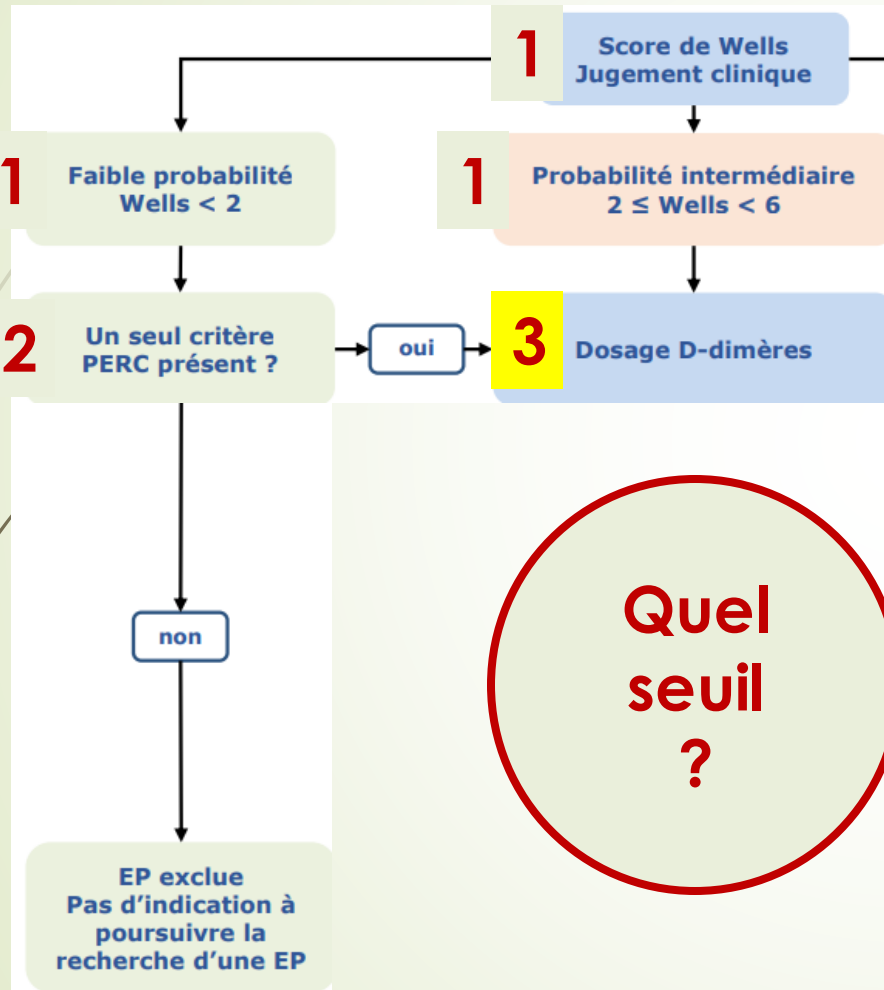 1
Score de Wells
Jugement clinique
1
Faible probabilité
Wells < 2
1
Probabilité intermédiaire
2 ≤ Wells < 6
2
Un seul critère
PERC présent ?
oui
3
Dosage D-dimères
Quel
seuil
?
non
EP exclue
Pas d'indication à
poursuivre la
recherche d'une EP